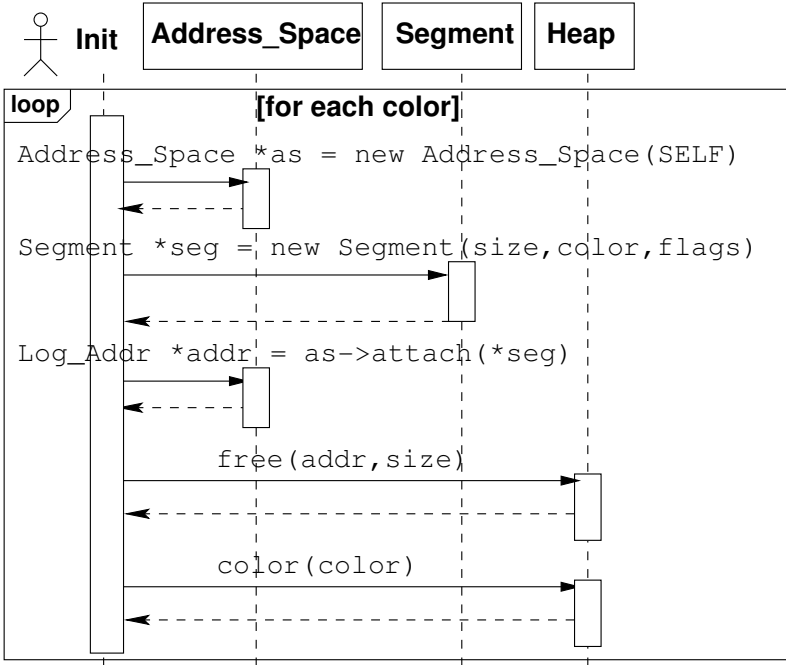 Init Address_Space Segment Heap
loop [for each color]
Address_Space *as = new Address_Space(SELF)
Segment *seg = new Segment(size,color,flags)
Log_Addr *addr = as->attach(*seg)
free(addr,size)
color(color)